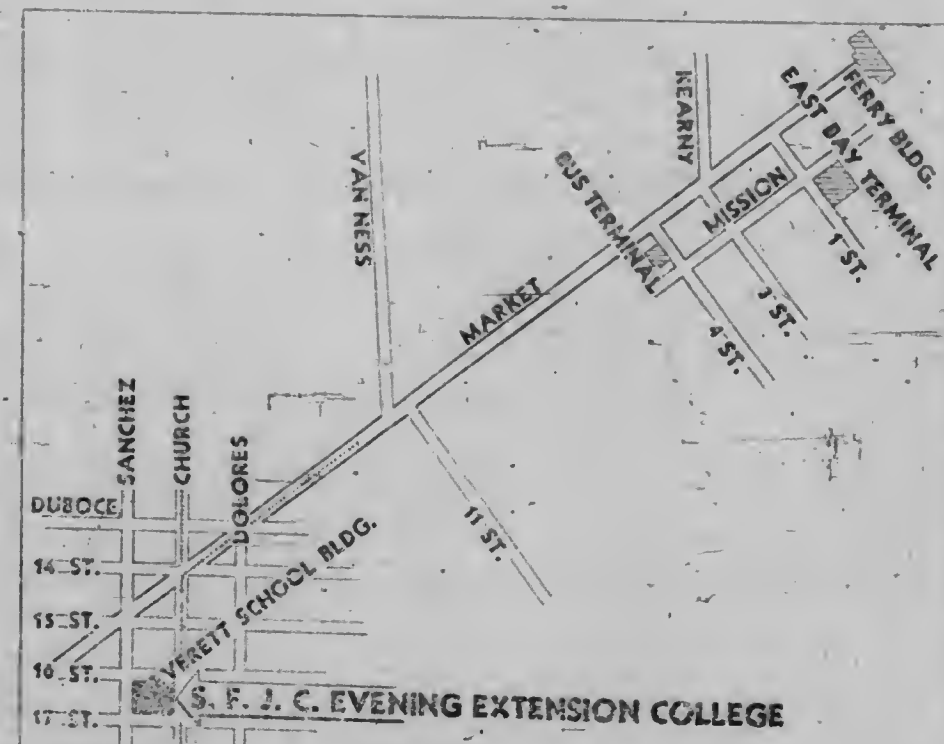 KEARNY
EAST BAY TERMINAL
FERRY BLDG.
VAN NESS
BUS TERMINAL
MISSION
1 ST.
3 ST.
4 ST.
MARKET
SANCHEZ
CHURCH
DOLORES
DUBOCE
11 ST.
14 ST.
EVERETT SCHOOL BLDG.
15 ST.
16 ST.
S. F. J. C. EVENING EXTENSION COLLEGE
17 ST.